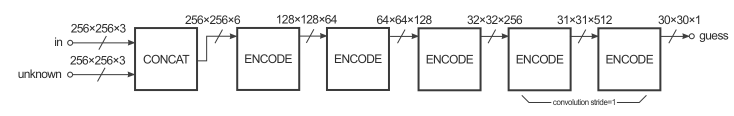 256×256×3
in
256×256×3
unknown
CONCAT
256×256×6
ENCODE
128×128×64
ENCODE
64×64×128
ENCODE
32×32×256
ENCODE
31×31×512
ENCODE
30×30×1
guess
convolution stride=1